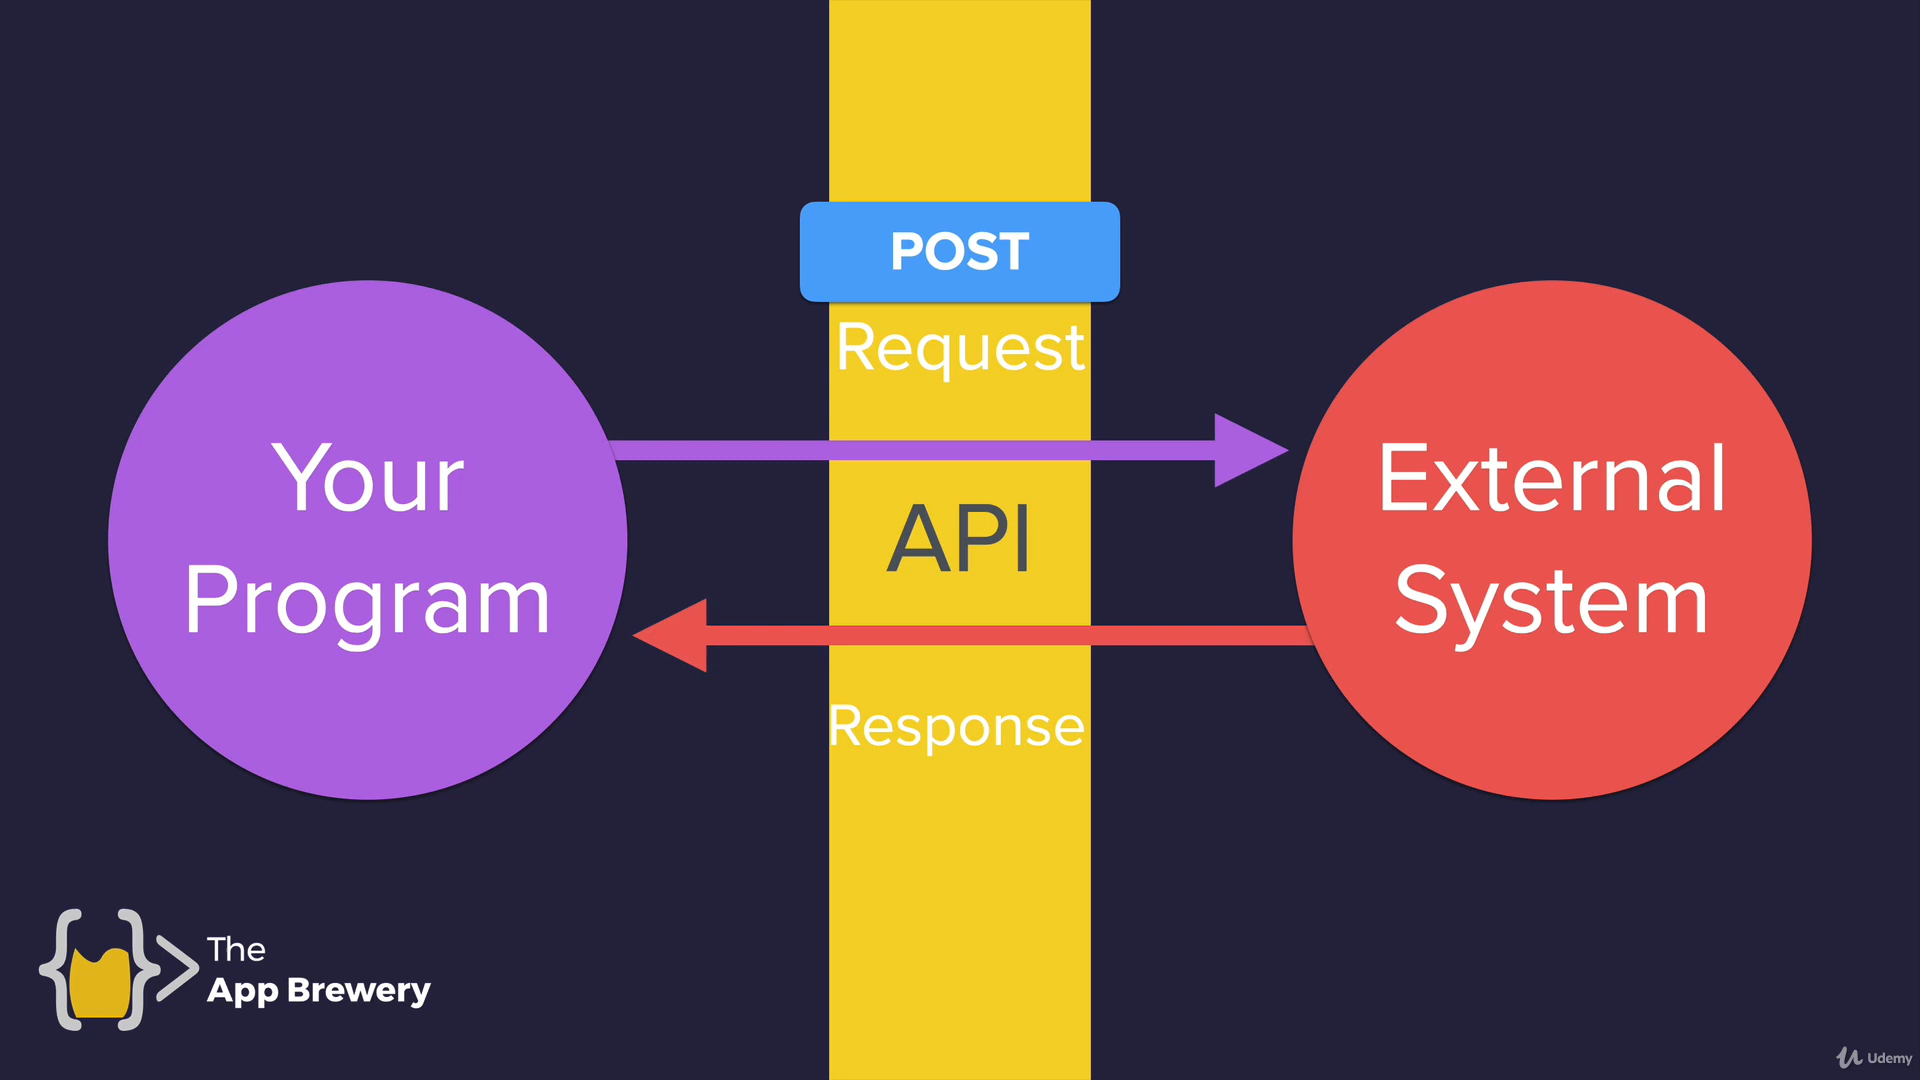 POST
Request
Your
Program
API
External
System
Response
The
App Brewery
Udemy